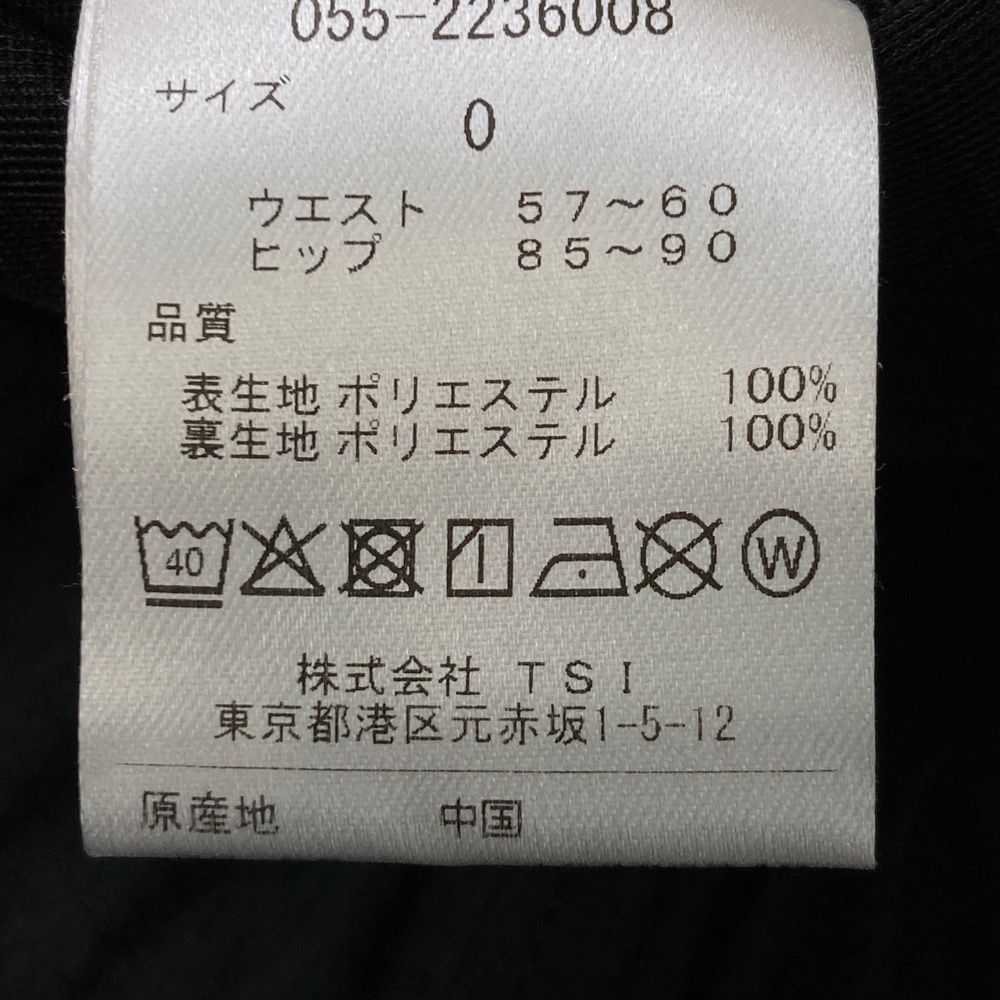 055-2236008
サイズ
0
ウエスト 57～60
ヒップ 85～90
品質
表生地 ポリエステル 100%
裏生地 ポリエステル 100%
40 W
株式会社 TSI
東京都港区元赤坂1-5-12
原産地 中国